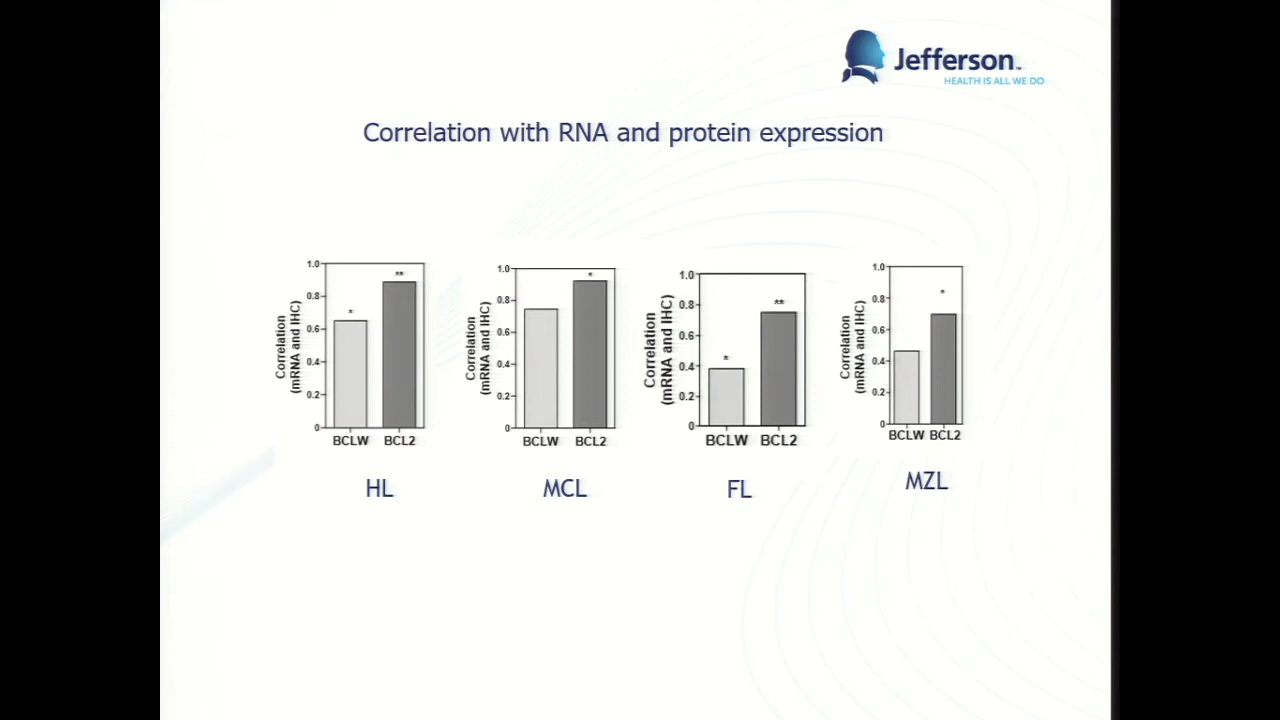 Jefferson™
HEALTH IS ALL WE DO
Correlation with RNA and protein expression
Correlation
(mRNA and IHC)
1.0
0.8
0.6
0.4
0.2
0
*
**
BCLW BCL2
HL
Correlation
(mRNA and IHC)
1.0
0.8
0.6
0.4
0.2
0
*
BCLW BCL2
MCL
Correlation
(mRNA and IHC)
1.0
0.8
0.6
0.4
0.2
0
*
**
BCLW BCL2
FL
Correlation
(mRNA and IHC)
1.0
0.8
0.6
0.4
0.2
0
*
BCLW BCL2
MZL